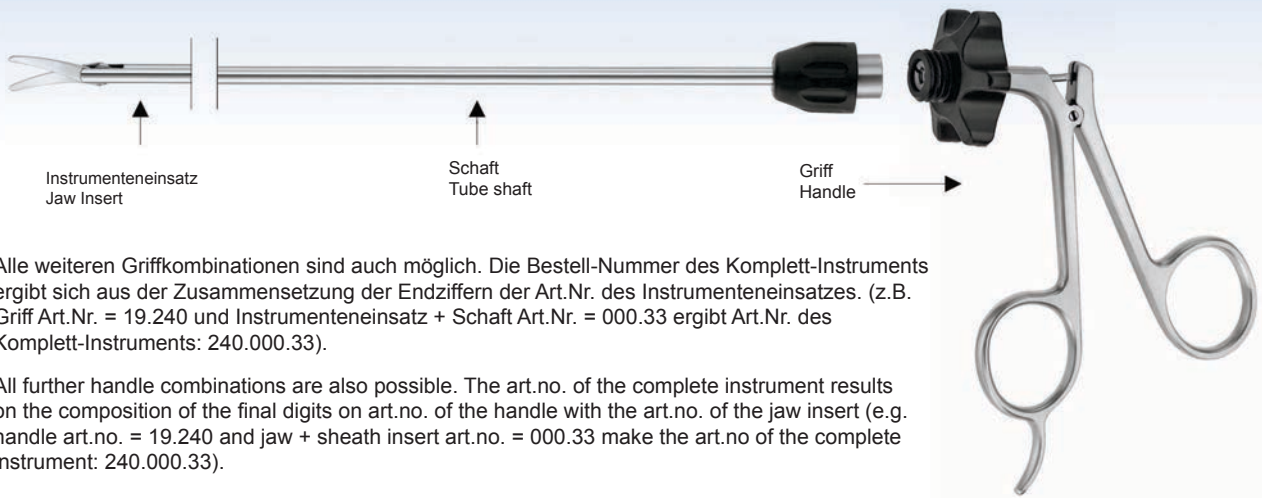 Instrumenteneinsatz
Jaw Insert
Schaft
Tube shaft
Griff
Handle
Alle weiteren Griffkombinationen sind auch möglich. Die Bestell-Nummer des Komplett-Instruments
ergibt sich aus der Zusammensetzung der Endziffern der Art.Nr. des Instrumenteneinsatzes. (z.B.
Griff Art.Nr. = 19.240 und Instrumenteneinsatz + Schaft Art.Nr. = 000.33 ergibt Art.Nr. des
Komplett-Instruments: 240.000.33).
All further handle combinations are also possible. The art.no. of the complete instrument results
on the composition of the final digits on art.no. of the handle with the art.no. of the jaw insert (e.g.
handle art.no. = 19.240 and jaw + sheath insert art.no. = 000.33 make the art.no of the complete
instrument: 240.000.33).